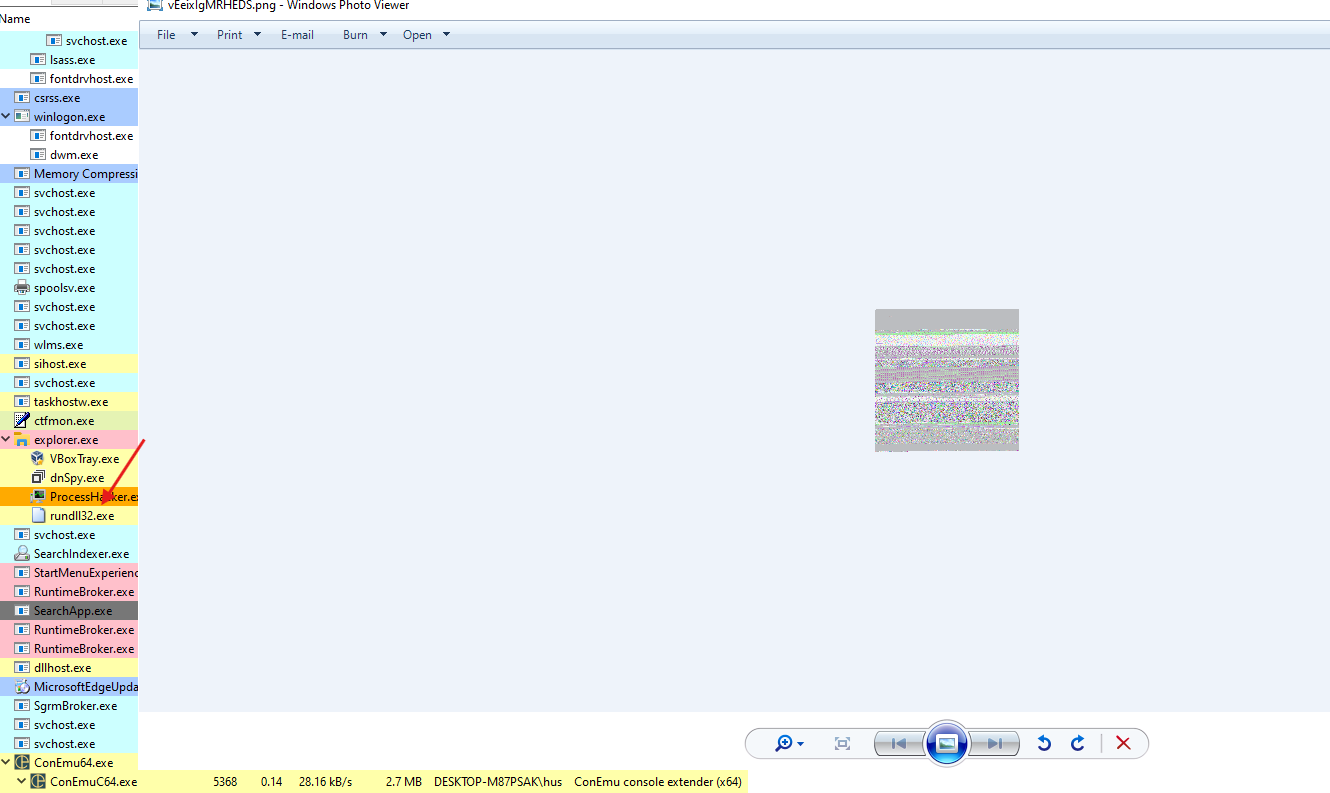 vEeixIgMRHEDS.png - Windows Photo Viewer
File Print E-mail Burn Open
Name
svchost.exe
lsass.exe
fontdrvhost.exe
csrss.exe
winlogon.exe
fontdrvhost.exe
dwm.exe
Memory Compressi
svchost.exe
svchost.exe
svchost.exe
svchost.exe
svchost.exe
spoolsv.exe
svchost.exe
svchost.exe
wlms.exe
sihost.exe
svchost.exe
taskhostw.exe
ctfmon.exe
explorer.exe
VBoxTray.exe
dnSpy.exe
ProcessHacker.ex
rundll32.exe
svchost.exe
SearchIndexer.exe
StartMenuExperienc
RuntimeBroker.exe
SearchApp.exe
RuntimeBroker.exe
RuntimeBroker.exe
dllhost.exe
MicrosoftEdgeUpda
SgrmBroker.exe
svchost.exe
svchost.exe
ConEmu64.exe
ConEmuC64.exe 5368 0.14 28.16 kB/s 2.7 MB DESKTOP-M87PSAK\hus ConEmu console extender (x64)